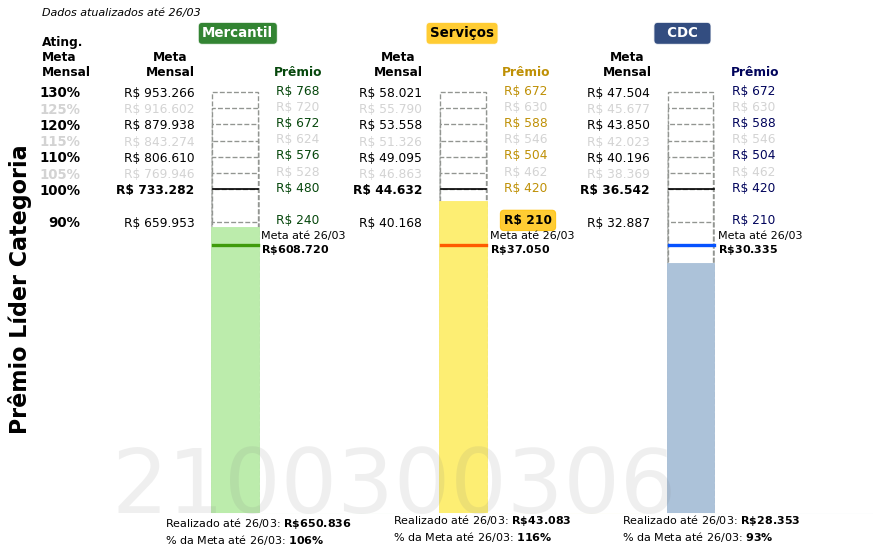 Dados atualizados até 26/03
Mercantil Serviços CDC
Ating. Meta Mensal
Meta Mensal Prêmio Meta Mensal Prêmio Meta Mensal Prêmio
130% R$ 953.266 R$ 768 R$ 58.021 R$ 672 R$ 47.504 R$ 672
125% R$ 916.602 R$ 720 R$ 55.790 R$ 630 R$ 45.677 R$ 630
120% R$ 879.938 R$ 672 R$ 53.558 R$ 588 R$ 43.850 R$ 588
115% R$ 843.274 R$ 624 R$ 51.326 R$ 546 R$ 42.023 R$ 546
110% R$ 806.610 R$ 576 R$ 49.095 R$ 504 R$ 40.196 R$ 504
105% R$ 769.946 R$ 528 R$ 46.863 R$ 462 R$ 38.369 R$ 462
100% R$ 733.282 R$ 480 R$ 44.632 R$ 420 R$ 36.542 R$ 420
90% R$ 659.953 R$ 240 R$ 40.168 R$ 210 R$ 32.887 R$ 210
Meta até 26/03 Meta até 26/03 Meta até 26/03
R$608.720 R$37.050 R$30.335
Prêmio Líder Categoria
2100300306
Realizado até 26/03: R$650.836 Realizado até 26/03: R$43.083 Realizado até 26/03: R$28.353
% da Meta até 26/03: 106% % da Meta até 26/03: 116% % da Meta até 26/03: 93%